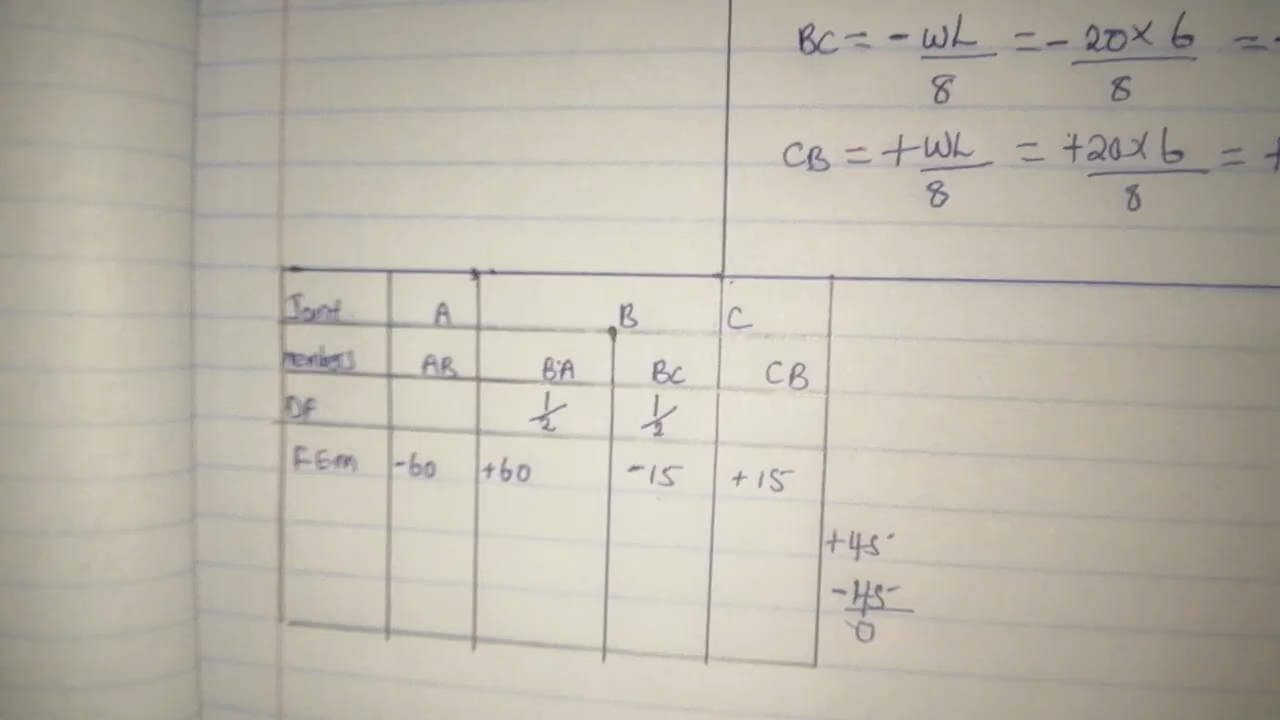 BC = - WL/8 = - 20 × 6/8 = -
CB = + WL/8 = +20×6/8 = +
Joint A B C
members AB BA BC CB
DF 1/2 1/2
FEm -60 +60 -15 +15
+45
-45
0